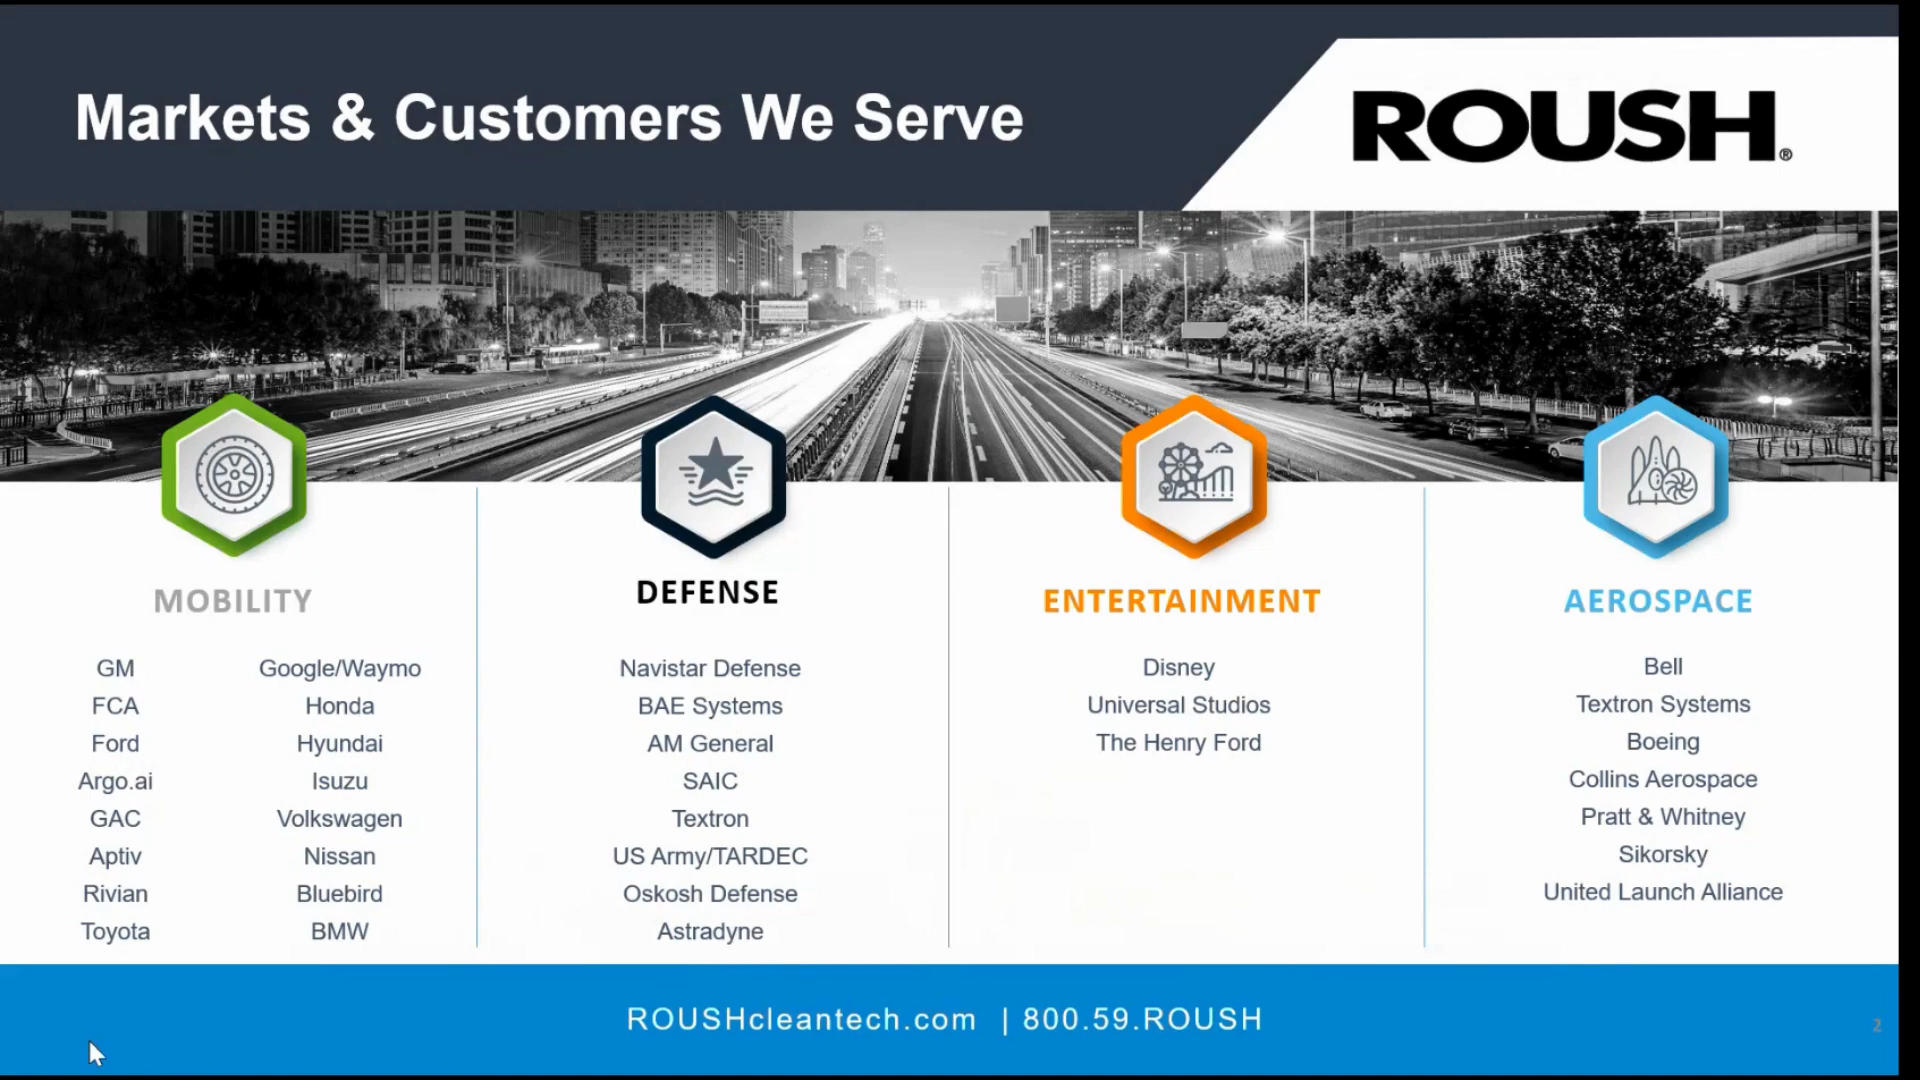 Markets & Customers We Serve
ROUSH®
MOBILITY
GM
FCA
Ford
Argo.ai
GAC
Aptiv
Rivian
Toyota
Google/Waymo
Honda
Hyundai
Isuzu
Volkswagen
Nissan
Bluebird
BMW
DEFENSE
Navistar Defense
BAE Systems
AM General
SAIC
Textron
US Army/TARDEC
Oskosh Defense
Astradyne
ENTERTAINMENT
Disney
Universal Studios
The Henry Ford
AEROSPACE
Bell
Textron Systems
Boeing
Collins Aerospace
Pratt & Whitney
Sikorsky
United Launch Alliance
ROUSHcleantech.com | 800.59.ROUSH
2